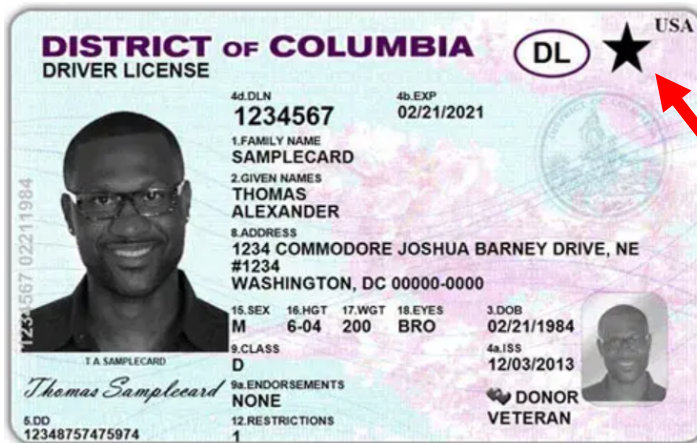 USA
DISTRICT OF COLUMBIA
DL
DRIVER LICENSE
4d.DLN 4b.EXP
1234567 02/21/2021
1.FAMILY NAME
SAMPLECARD
2.GIVEN NAMES
THOMAS
ALEXANDER
8.ADDRESS
1234 COMMODORE JOSHUA BARNEY DRIVE, NE
#1234
WASHINGTON, DC 00000-0000
15.SEX 16.HGT 17.WGT 18.EYES 3.DOB
M 6-04 200 BRO 02/21/1984
9.CLASS 4a.ISS
D 12/03/2013
9a.ENDORSEMENTS
NONE
DONOR
VETERAN
12.RESTRICTIONS
1
1234567 02211984
T A SAMPLECARD
Thomas Samplecard
5.DD
12348757475974